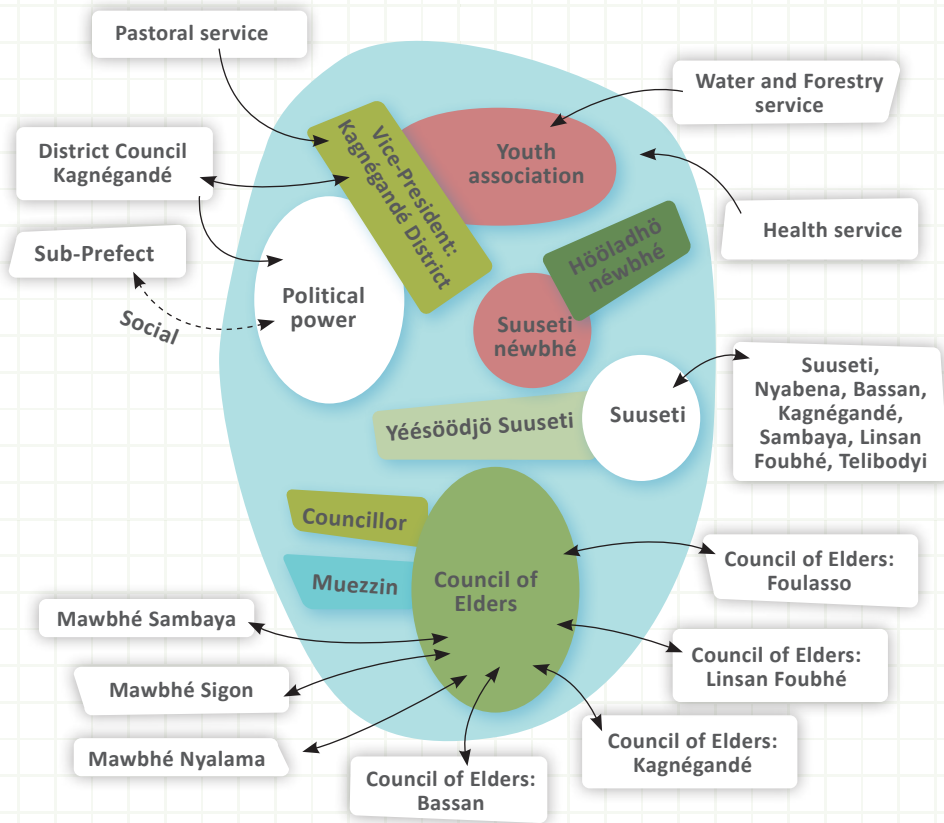 Pastoral service
Water and Forestry
service
District Council
Kagnégandé
Vice-President:
Kagnégandé District
Youth
association
Health service
Sub-Prefect
Social
Political
power
Hööladhö
néwbhé
Suuseti
néwbhé
Suuseti,
Nyabena, Bassan,
Kagnégandé,
Sambaya, Linsan
Foubhé, Telibodyi
Yéésöödjö Suuseti
Suuseti
Councillor
Muezzin
Council of
Elders
Council of Elders:
Foulasso
Mawbhé Sambaya
Council of Elders:
Linsan Foubhé
Mawbhé Sigon
Mawbhé Nyalama
Council of Elders:
Kagnégandé
Council of Elders:
Bassan